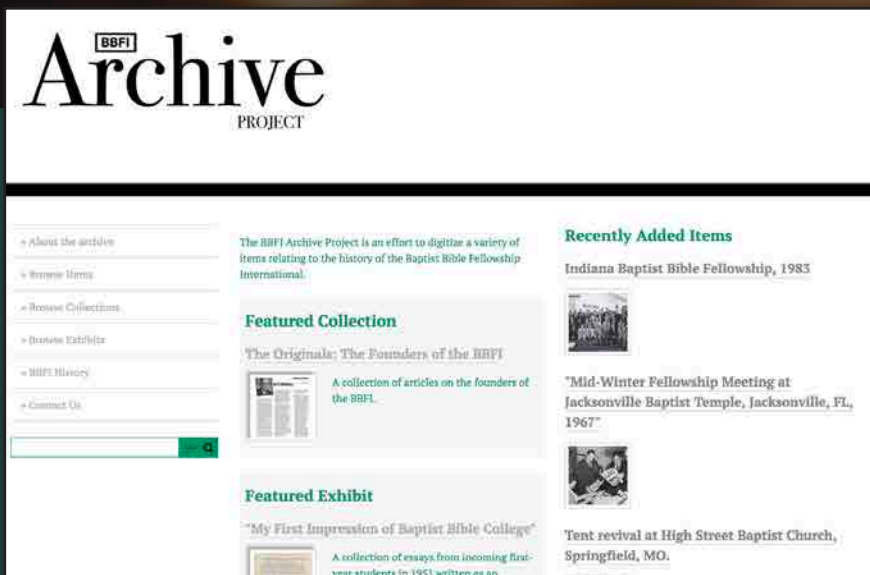 BBFI
Archive
PROJECT
» About the archive
» Browse Items
» Browse Collections
» Browse Exhibits
» BBFI History
» Contact Us
The BBFI Archive Project is an effort to digitize a variety of
items relating to the history of the Baptist Bible Fellowship
International.
Featured Collection
The Originals: The Founders of the BBFI
A collection of articles on the founders of
the BBFI.
Featured Exhibit
"My First Impression of Baptist Bible College"
A collection of essays from incoming first-
year students in 1951 written as an
Recently Added Items
Indiana Baptist Bible Fellowship, 1983
"Mid-Winter Fellowship Meeting at
Jacksonville Baptist Temple, Jacksonville, FL,
1967"
Tent revival at High Street Baptist Church,
Springfield, MO.